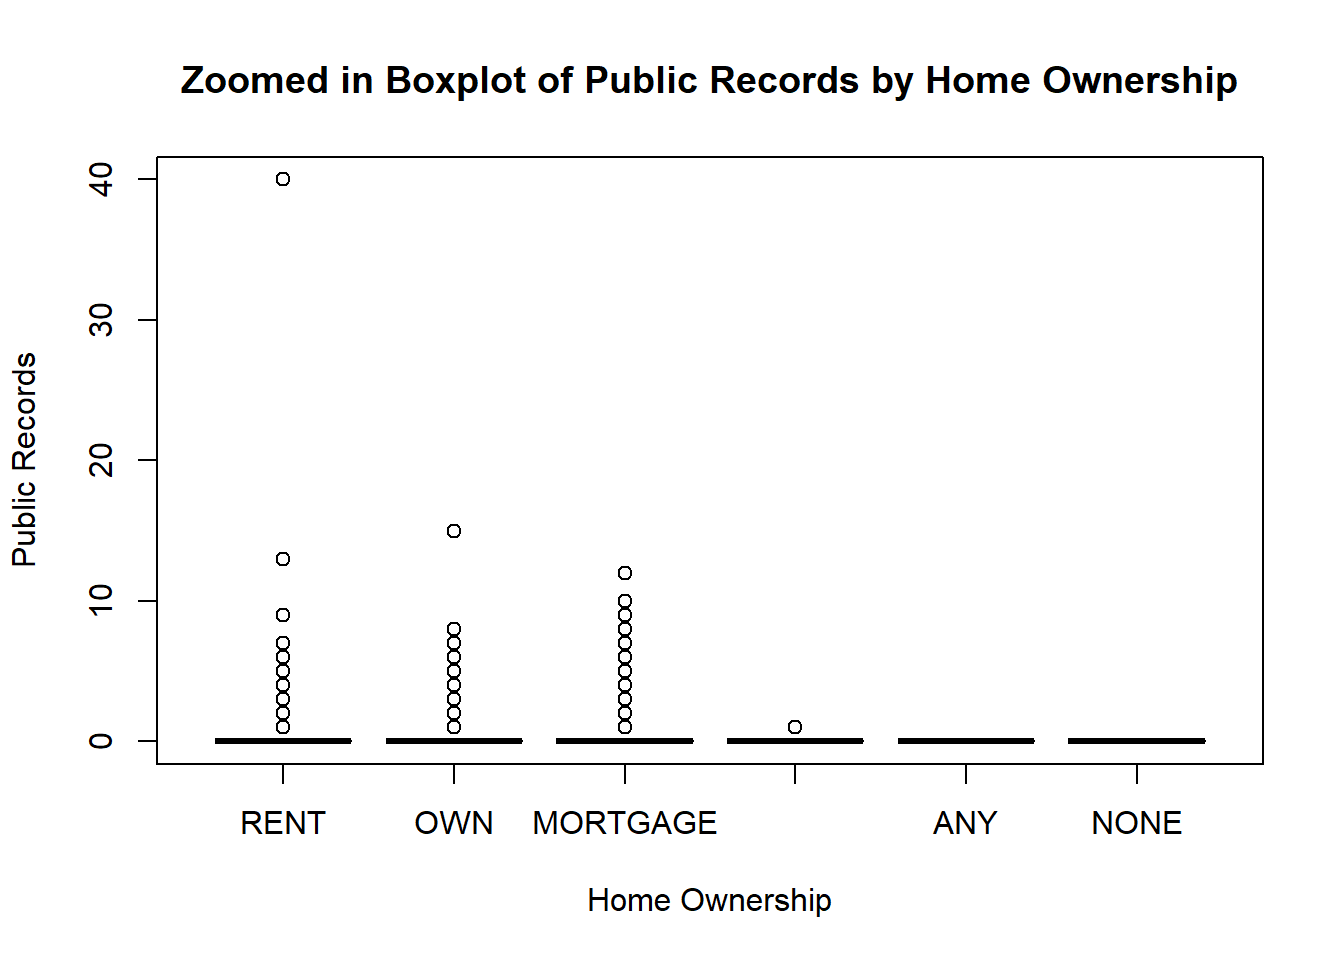 Zoomed in Boxplot of Public Records by Home Ownership
40
30
20
10
0
Public Records
RENT OWN MORTGAGE ANY NONE
Home Ownership